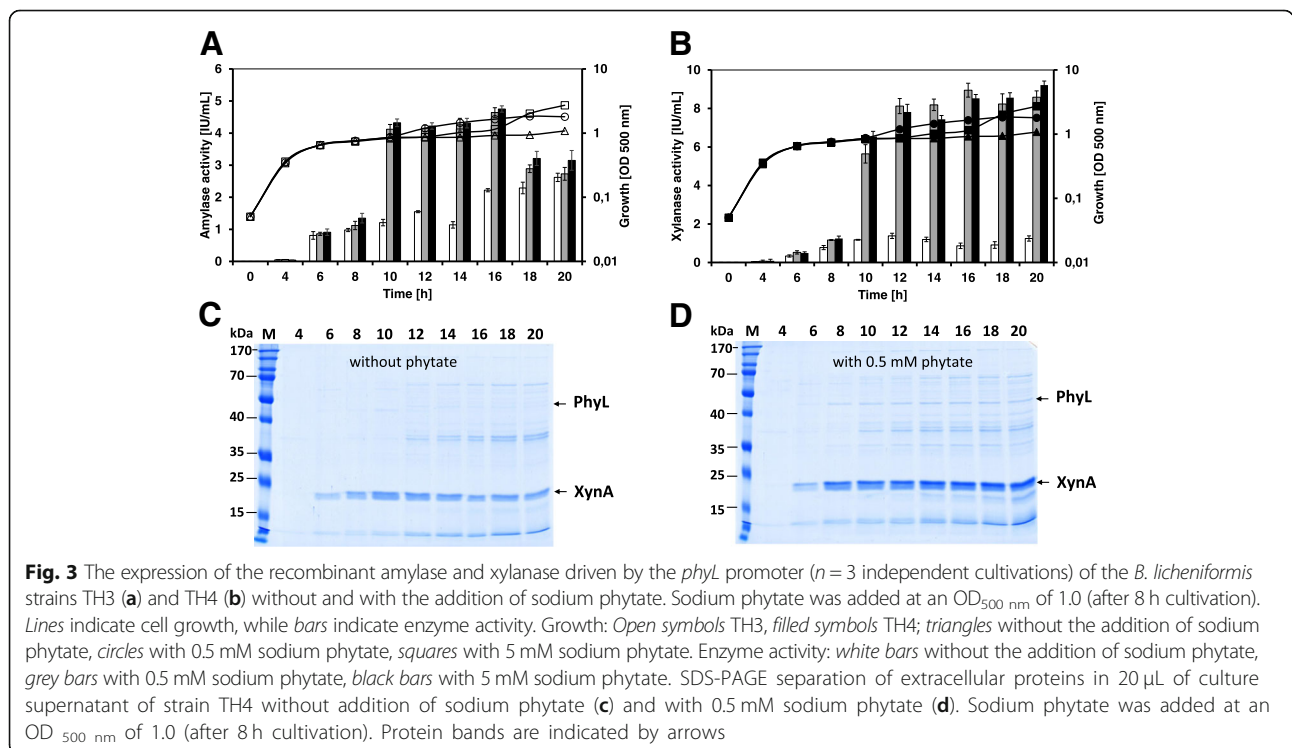 A
B
6
5
4
3
2
1
0
Amylase activity [IU/mL]
10
1
0,1
0,01
Growth [OD 500 nm]
0 4 6 8 10 12 14 16 18 20
Time [h]
10
8
6
4
2
0
Xylanase activity [IU/mL]
10
1
0,1
0,01
Growth [OD 500 nm]
0 4 6 8 10 12 14 16 18 20
Time [h]
C
kDa M 4 6 8 10 12 14 16 18 20
without phytate
170
70
40
35
25
15
PhyL
XynA
D
kDa M 4 6 8 10 12 14 16 18 20
with 0.5 mM phytate
170
70
40
35
25
15
PhyL
XynA
Fig. 3 The expression of the recombinant amylase and xylanase driven by the phyL promoter (n = 3 independent cultivations) of the B. licheniformis
strains TH3 (a) and TH4 (b) without and with the addition of sodium phytate. Sodium phytate was added at an OD500 nm of 1.0 (after 8 h cultivation).
Lines indicate cell growth, while bars indicate enzyme activity. Growth: Open symbols TH3, filled symbols TH4; triangles without the addition of sodium
phytate, circles with 0.5 mM sodium phytate, squares with 5 mM sodium phytate. Enzyme activity: white bars without the addition of sodium phytate,
grey bars with 0.5 mM sodium phytate, black bars with 5 mM sodium phytate. SDS-PAGE separation of extracellular proteins in 20 μL of culture
supernatant of strain TH4 without addition of sodium phytate (c) and with 0.5 mM sodium phytate (d). Sodium phytate was added at an
OD 500 nm of 1.0 (after 8 h cultivation). Protein bands are indicated by arrows